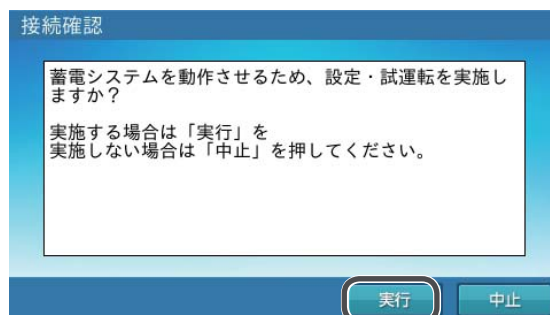 接続確認
蓄電システムを動作させるため、設定・試運転を実施し
ますか？
実施する場合は「実行」を
実施しない場合は「中止」を押してください。
実行
中止